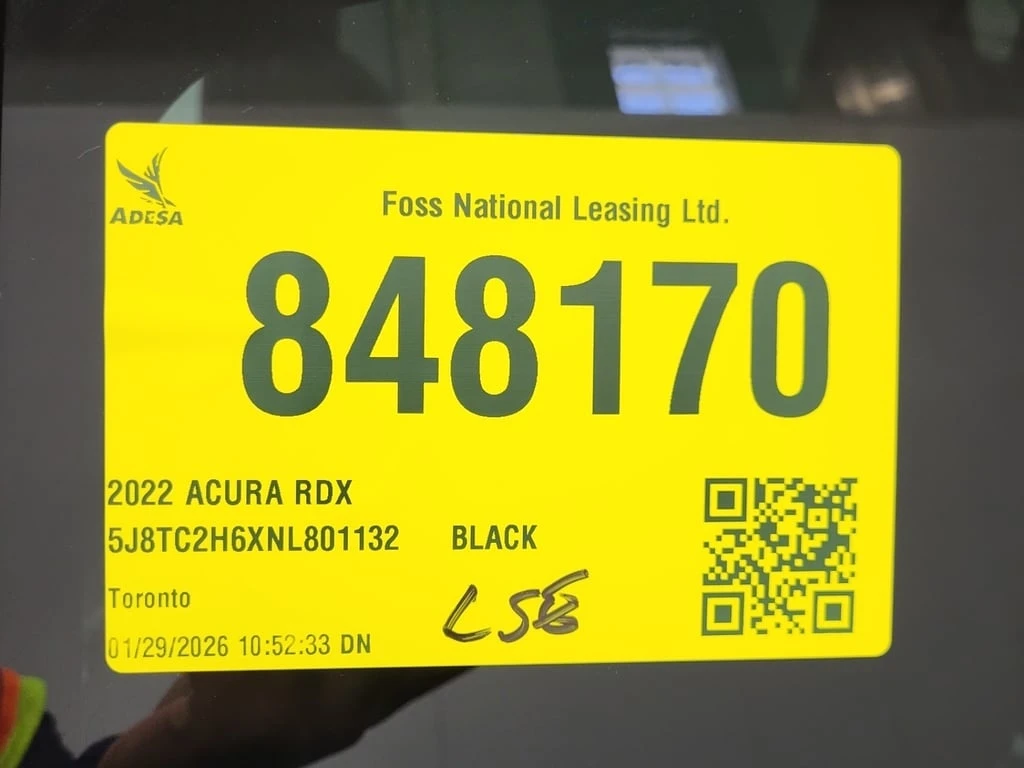 ADESA
Foss National Leasing Ltd.
848170
2022 ACURA RDX
5J8TC2H6XNL801132 BLACK
Toronto
01/29/2026 10:52:33 DN